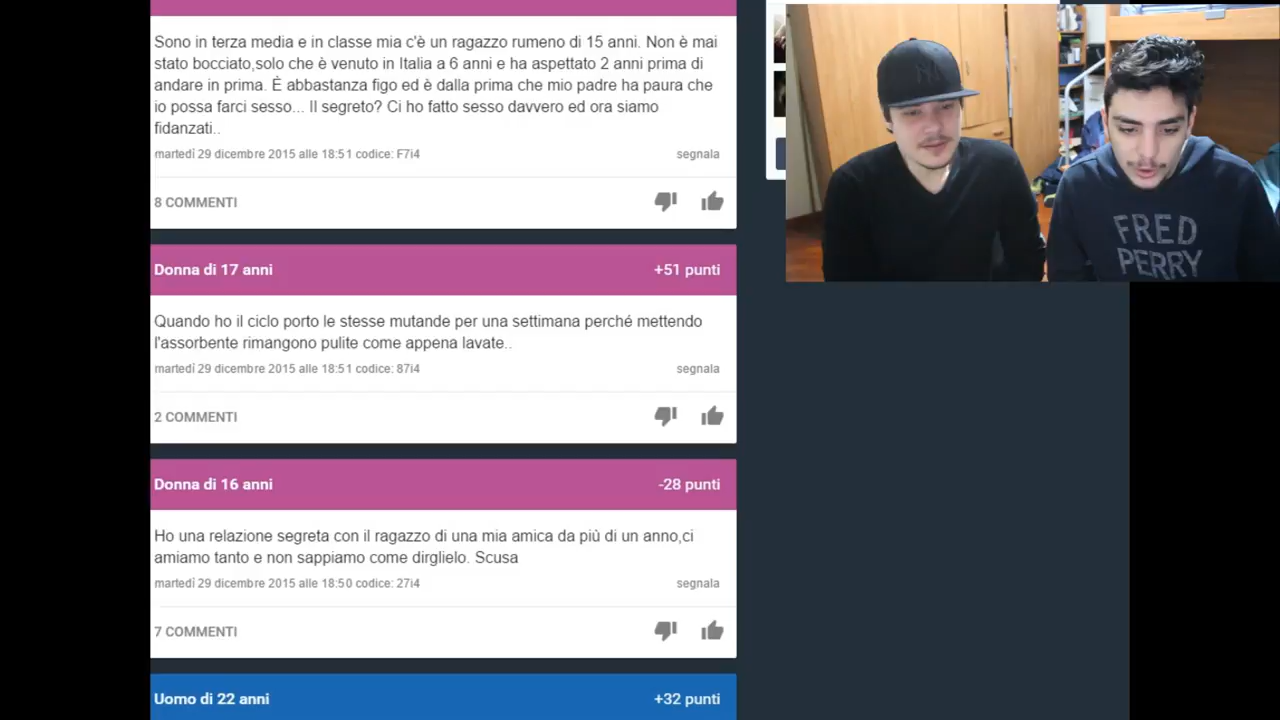 Sono in terza media e in classe mia c'è un ragazzo rumeno di 15 anni. Non è mai
stato bocciato,solo che è venuto in Italia a 6 anni e ha aspettato 2 anni prima di
andare in prima. È abbastanza figo ed è dalla prima che mio padre ha paura che
io possa farci sesso... Il segreto? Ci ho fatto sesso davvero ed ora siamo
fidanzati..
martedì 29 dicembre 2015 alle 18:51 codice: F7i4 segnala
8 COMMENTI
Donna di 17 anni +51 punti
Quando ho il ciclo porto le stesse mutande per una settimana perché mettendo
l'assorbente rimangono pulite come appena lavate..
martedì 29 dicembre 2015 alle 18:51 codice: 87i4 segnala
2 COMMENTI
Donna di 16 anni -28 punti
Ho una relazione segreta con il ragazzo di una mia amica da più di un anno,ci
amiamo tanto e non sappiamo come dirglielo. Scusa
martedì 29 dicembre 2015 alle 18:50 codice: 27i4 segnala
7 COMMENTI
Uomo di 22 anni +32 punti
FRED
PERRY